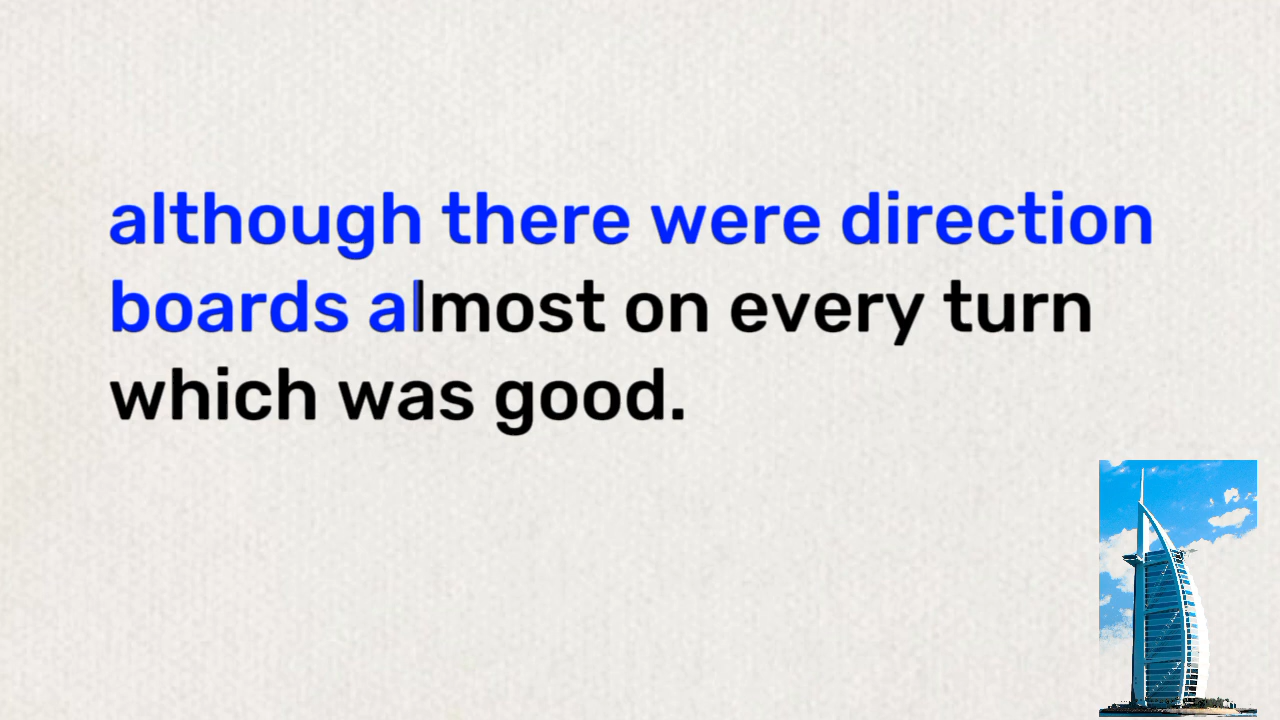 although there were direction
boards almost on every turn
which was good.